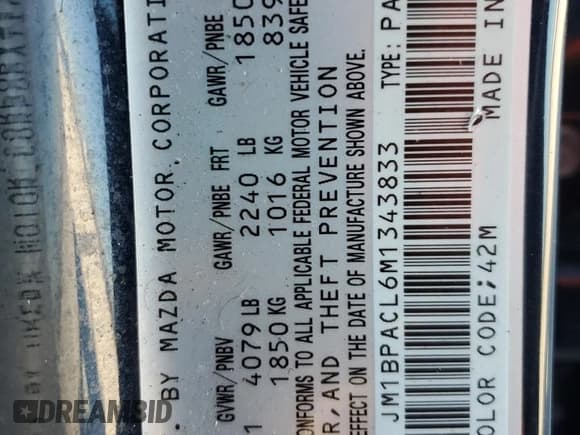 BY MAZDA MOTOR CORPORATI
GVWR/PNBV GAWR/PNBE FRT GAWR/PNBE
4079 LB 2240 LB 1850
1850 KG 1016 KG 839
S TO ALL APPLICABLE FEDERAL MOTOR VEHICLE SAFE
R, AND THEFT PREVENTION
EFFECT ON THE DATE OF MANUFACTURE SHOWN ABOVE.
JM1BPACL6M1343833 TYPE: PA
OLOR CODE; 42M MADE IN
DREAMBID